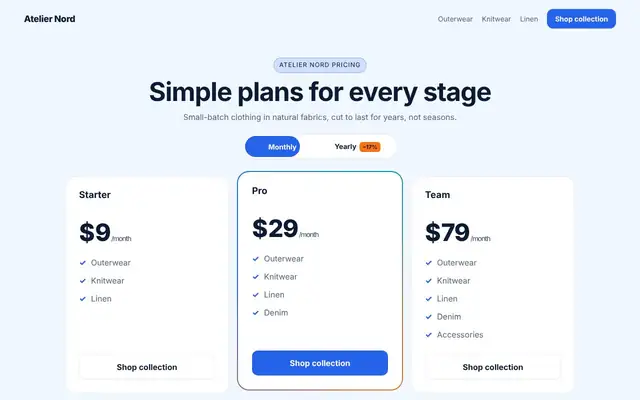 Atelier Nord
Outerwear Knitwear Linen Shop collection
ATELIER NORD PRICING
Simple plans for every stage
Small-batch clothing in natural fabrics, cut to last for years, not seasons.
Monthly Yearly −17%
Starter
$9/month
Outerwear
Knitwear
Linen
Shop collection
Pro
$29/month
Outerwear
Knitwear
Linen
Denim
Shop collection
Team
$79/month
Outerwear
Knitwear
Linen
Denim
Accessories
Shop collection